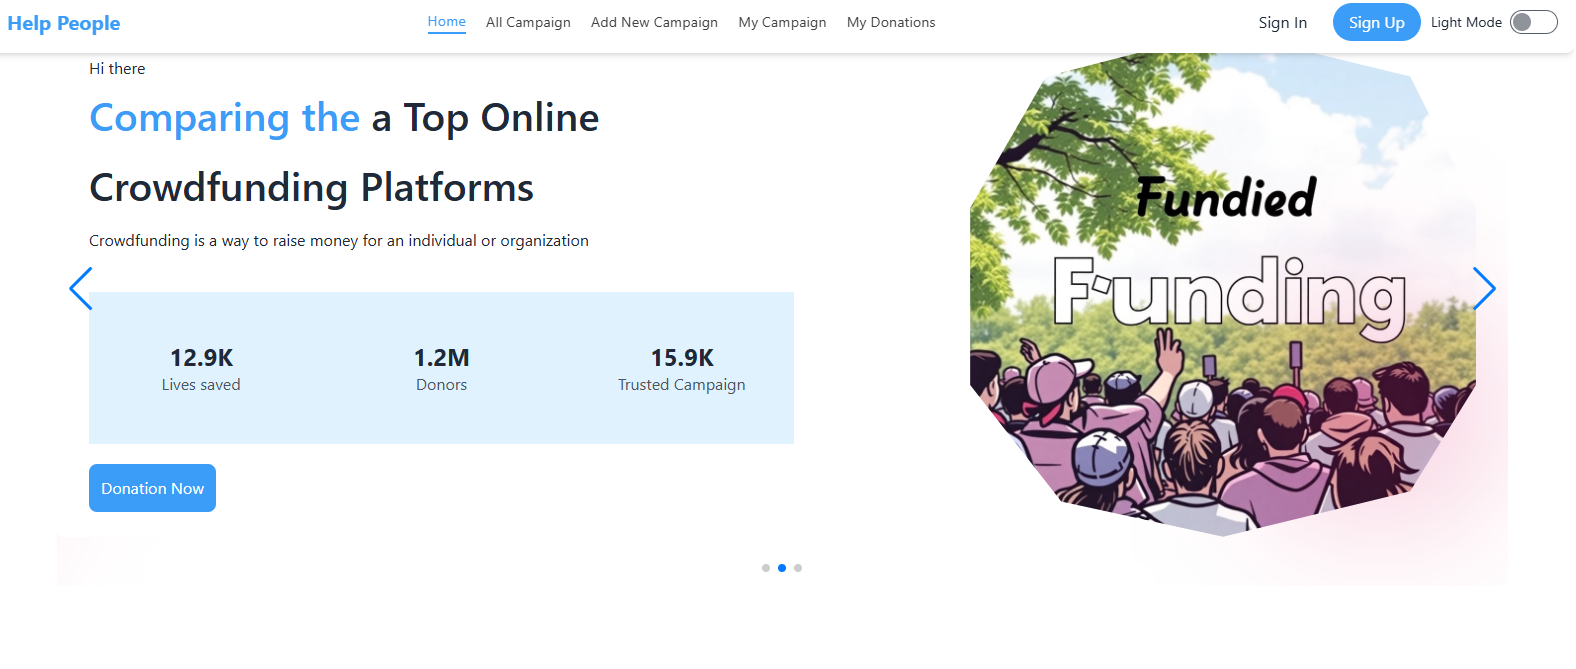 Help People
Home All Campaign Add New Campaign My Campaign My Donations
Sign In Sign Up Light Mode
Hi there
Comparing the a Top Online
Crowdfunding Platforms
Crowdfunding is a way to raise money for an individual or organization
12.9K 1.2M 15.9K
Lives saved Donors Trusted Campaign
Donation Now
Fundied
Funding